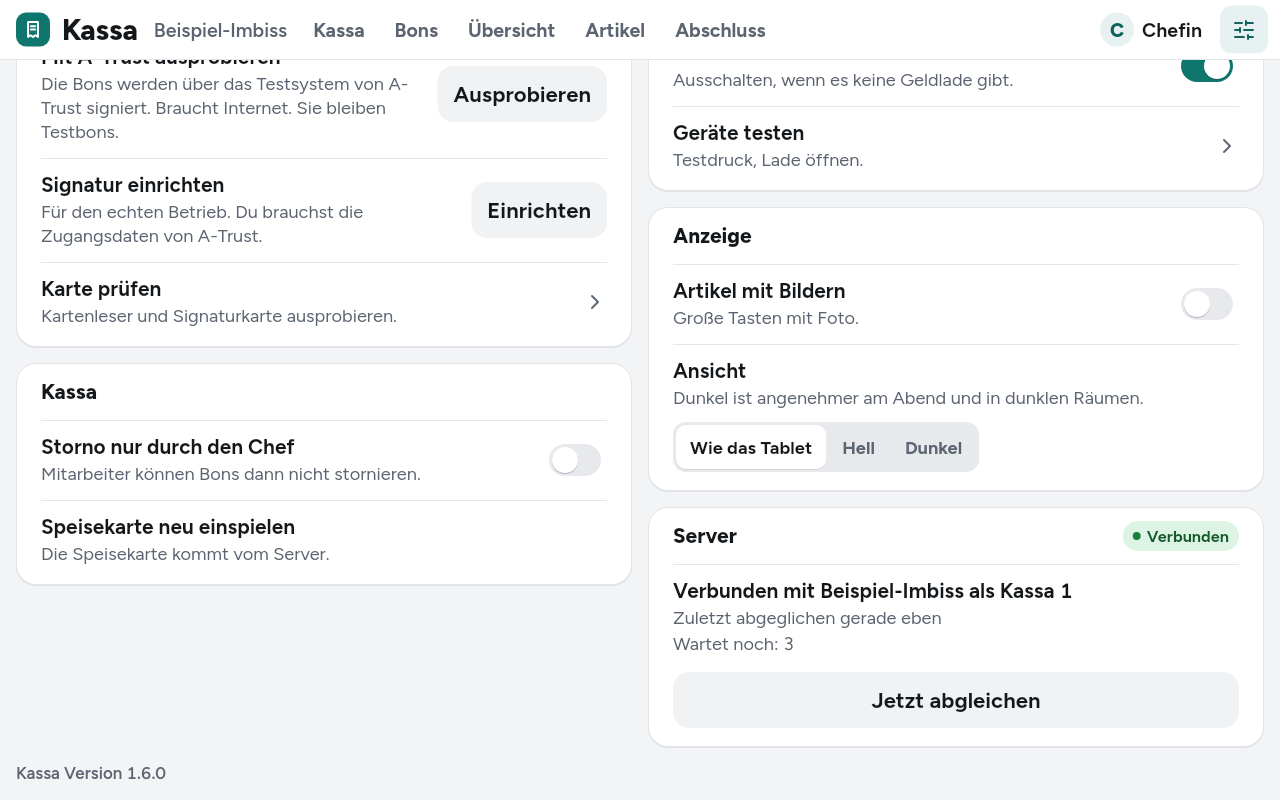 Kassa
Beispiel-Imbiss
Kassa
Bons
Übersicht
Artikel
Abschluss
C
Chefin
Mit A-Trust ausprobieren
Die Bons werden über das Testsystem von A-
Trust signiert. Braucht Internet. Sie bleiben
Testbons.
Ausprobieren
Signatur einrichten
Für den echten Betrieb. Du brauchst die
Zugangsdaten von A-Trust.
Einrichten
Karte prüfen
Kartenleser und Signaturkarte ausprobieren.
Kassa
Storno nur durch den Chef
Mitarbeiter können Bons dann nicht stornieren.
Speisekarte neu einspielen
Die Speisekarte kommt vom Server.
Ausschalten, wenn es keine Geldlade gibt.
Geräte testen
Testdruck, Lade öffnen.
Anzeige
Artikel mit Bildern
Große Tasten mit Foto.
Ansicht
Dunkel ist angenehmer am Abend und in dunklen Räumen.
Wie das Tablet
Hell
Dunkel
Server
Verbunden
Verbunden mit Beispiel-Imbiss als Kassa 1
Zuletzt abgeglichen gerade eben
Wartet noch: 3
Jetzt abgleichen
Kassa Version 1.6.0